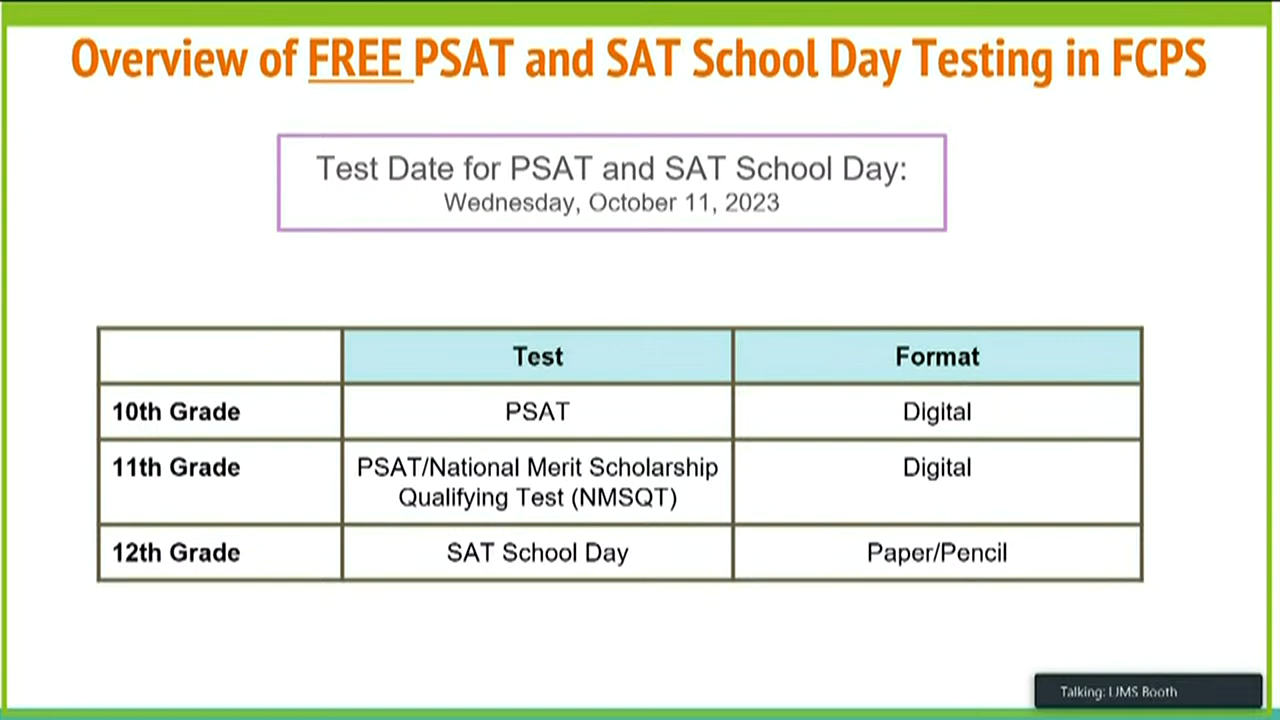 Overview of FREE PSAT and SAT School Day Testing in FCPS
Test Date for PSAT and SAT School Day:
Wednesday, October 11, 2023
Test Format
10th Grade PSAT Digital
11th Grade PSAT/National Merit Scholarship Digital
Qualifying Test (NMSQT)
12th Grade SAT School Day Paper/Pencil
Talking: LJMS Booth